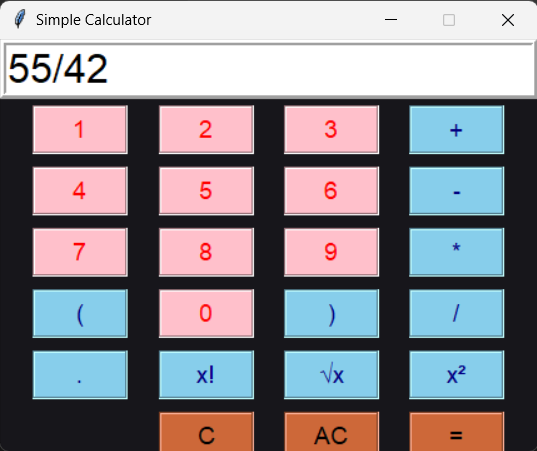 Simple Calculator
55/42
1 2 3 +
4 5 6 -
7 8 9 *
( 0 ) /
. x! √x x²
C AC =